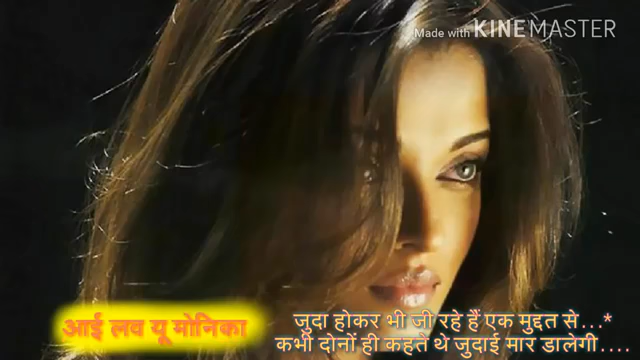 Made with KINEMASTER
आई लव यू मोनिका
जुदा होकर भी जी रहे हैं एक मुद्दत से...*
कभी दोनों ही कहते थे जुदाई मार डालेगी....